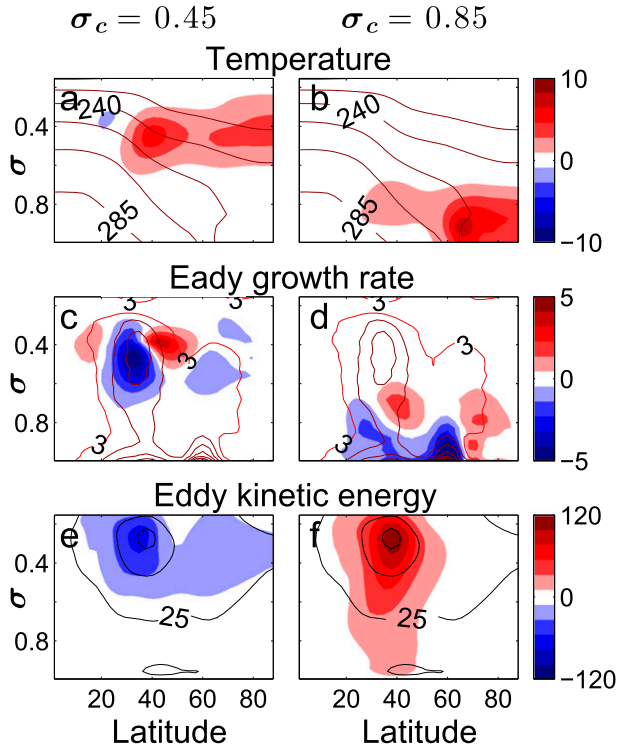 σc = 0.45 σc = 0.85
Temperature
a 240 285
b 240 285
σ 0.4 0.8
10 0 −10
Eady growth rate
c 3 3 3 3
d 3 3 3
σ 0.4 0.8
5 0 −5
Eddy kinetic energy
e 25
f 25
σ 0.4 0.8
120 0 −120
20 40 60 80 20 40 60 80
Latitude Latitude